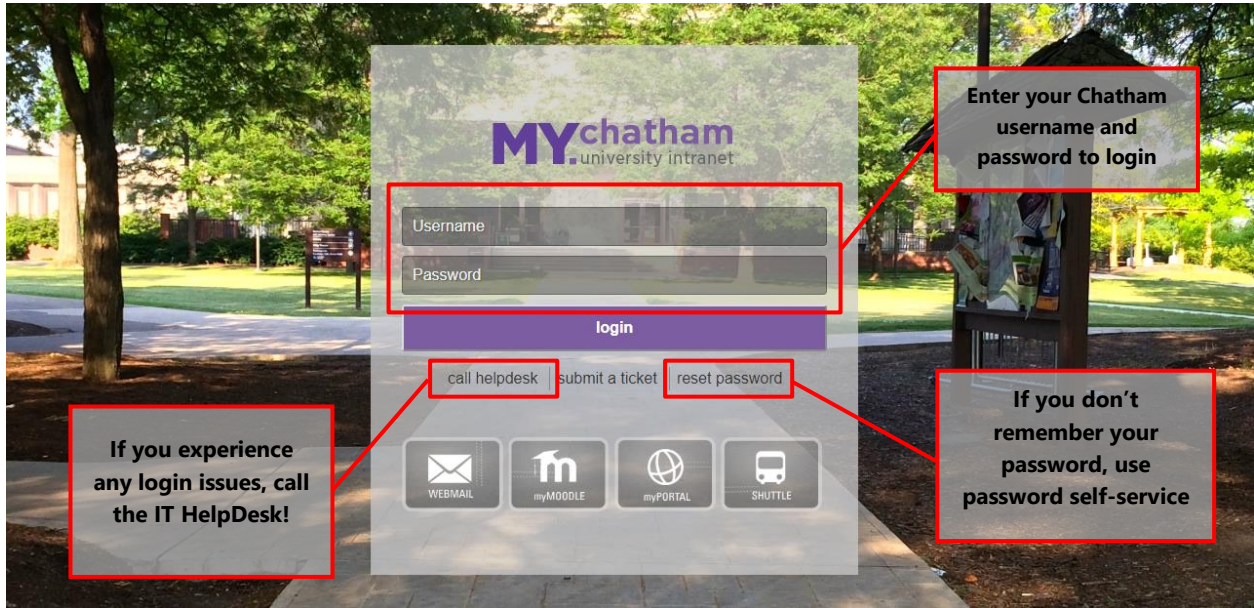 MY.chatham
university intranet
Enter your Chatham
username and
password to login
Username
Password
login
call helpdesk | submit a ticket | reset password
If you experience
any login issues, call
the IT HelpDesk!
If you don't
remember your
password, use
password self-service
WEBMAIL
myMOODLE
myPORTAL
SHUTTLE